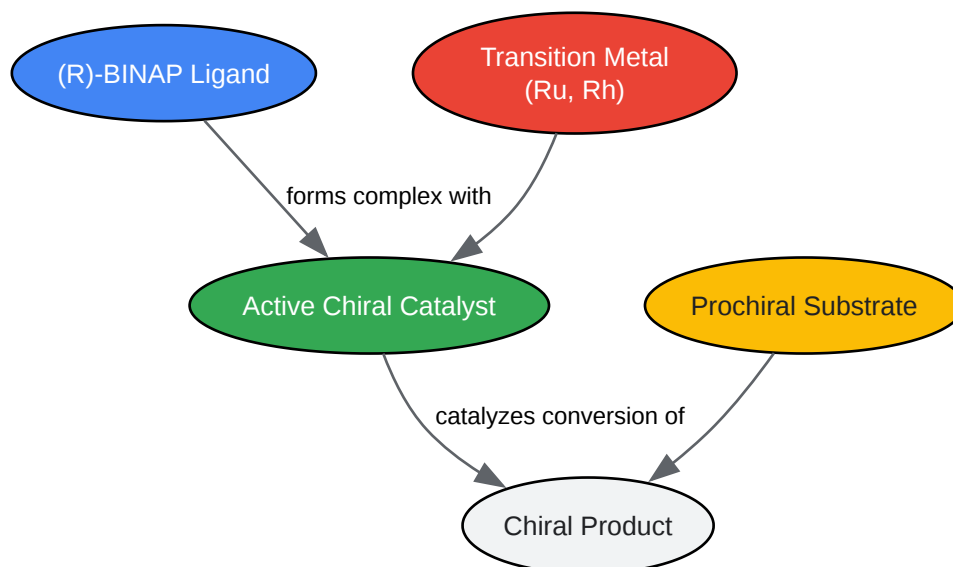 (R)-BINAP Ligand
Transition Metal
(Ru, Rh)
forms complex with
Active Chiral Catalyst
Prochiral Substrate
catalyzes conversion of
Chiral Product